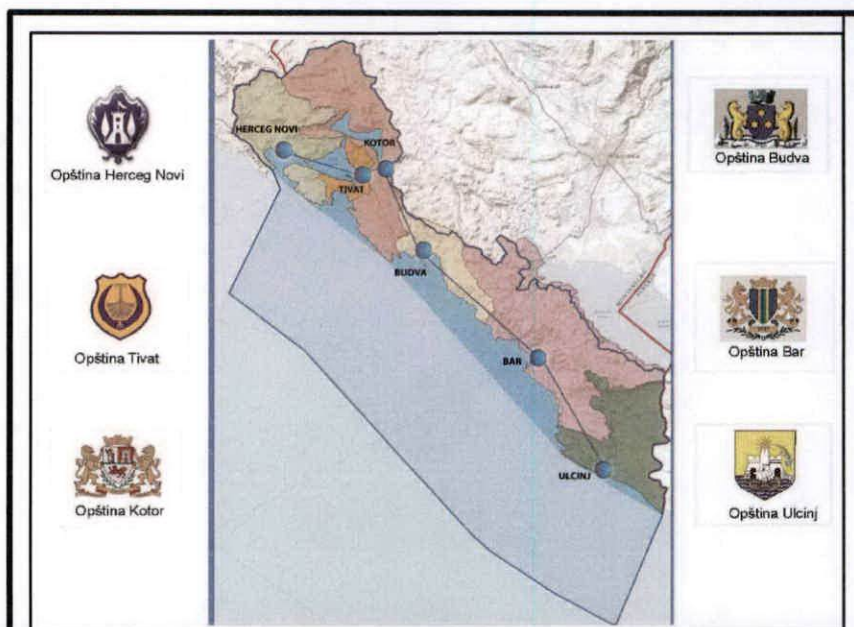 Opština Herceg Novi
Opština Tivat
Opština Kotor
HERCEG NOVI
KOTOR
TIVAT
BUDVA
BAR
ULCINJ
Opština Budva
Opština Bar
Opština Ulcinj